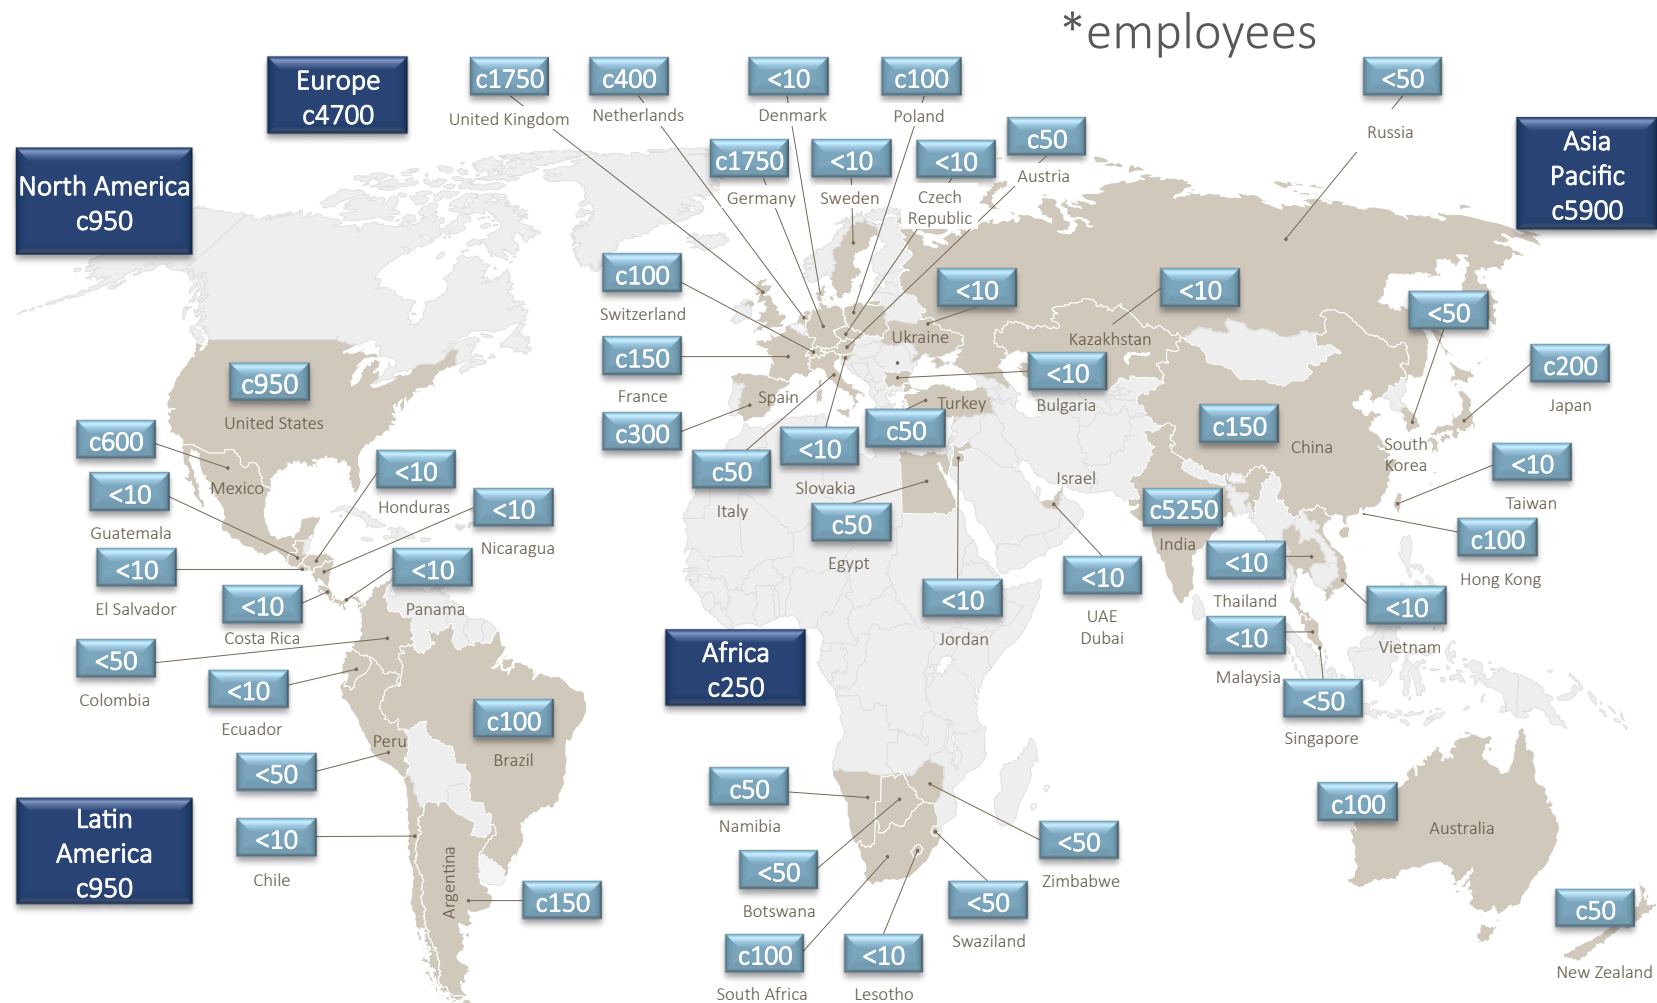 *employees
Europe
c4700
c1750
United Kingdom
c400
Netherlands
<10
Denmark
c100
Poland
<50
Russia
Asia
Pacific
c5900
North America
c950
c1750
Germany
<10
Sweden
<10
Czech
Republic
c50
Austria
c100
Switzerland
<10
Ukraine
<10
Kazakhstan
<50
South
Korea
c150
France
<10
Bulgaria
c200
Japan
c950
United States
Spain
c300
Turkey
c50
c150
China
c600
Mexico
<10
Guatemala
<10
Honduras
<10
Nicaragua
c50
Italy
<10
Slovakia
c50
Egypt
Israel
c5250
India
<10
Taiwan
c100
Hong Kong
<10
El Salvador
<10
Costa Rica
<10
Panama
<10
Jordan
<10
UAE
Dubai
<10
Thailand
<10
Vietnam
<50
Colombia
<10
Ecuador
Africa
c250
<10
Malaysia
<50
Singapore
c100
Brazil
Peru
<50
Latin
America
c950
<10
Chile
Argentina
c150
c50
Namibia
<50
Botswana
<50
Zimbabwe
<50
Swaziland
c100
South Africa
<10
Lesotho
c100
Australia
c50
New Zealand